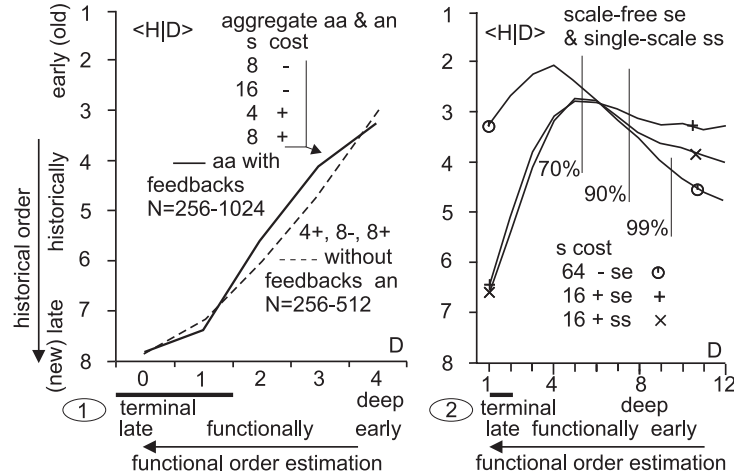 <H|D>
aggregate aa & an
s cost
8 -
16 -
4 +
8 +
aa with
feedbacks
N=256-1024
4+, 8-, 8+
without
feedbacks an
N=256-512
D
1
2
3
4
5
6
7
8
0
1
2
3
4
early (old)
historically
(new) late
historical order
1
terminal
late
functionally
deep
early
functional order estimation
<H|D>
scale-free se
& single-scale ss
70%
90%
99%
s cost
64 - se
16 + se
16 + ss
D
1
2
3
4
5
6
7
8
1
4
8
12
2
terminal
late
functionally
deep
early
functional order estimation